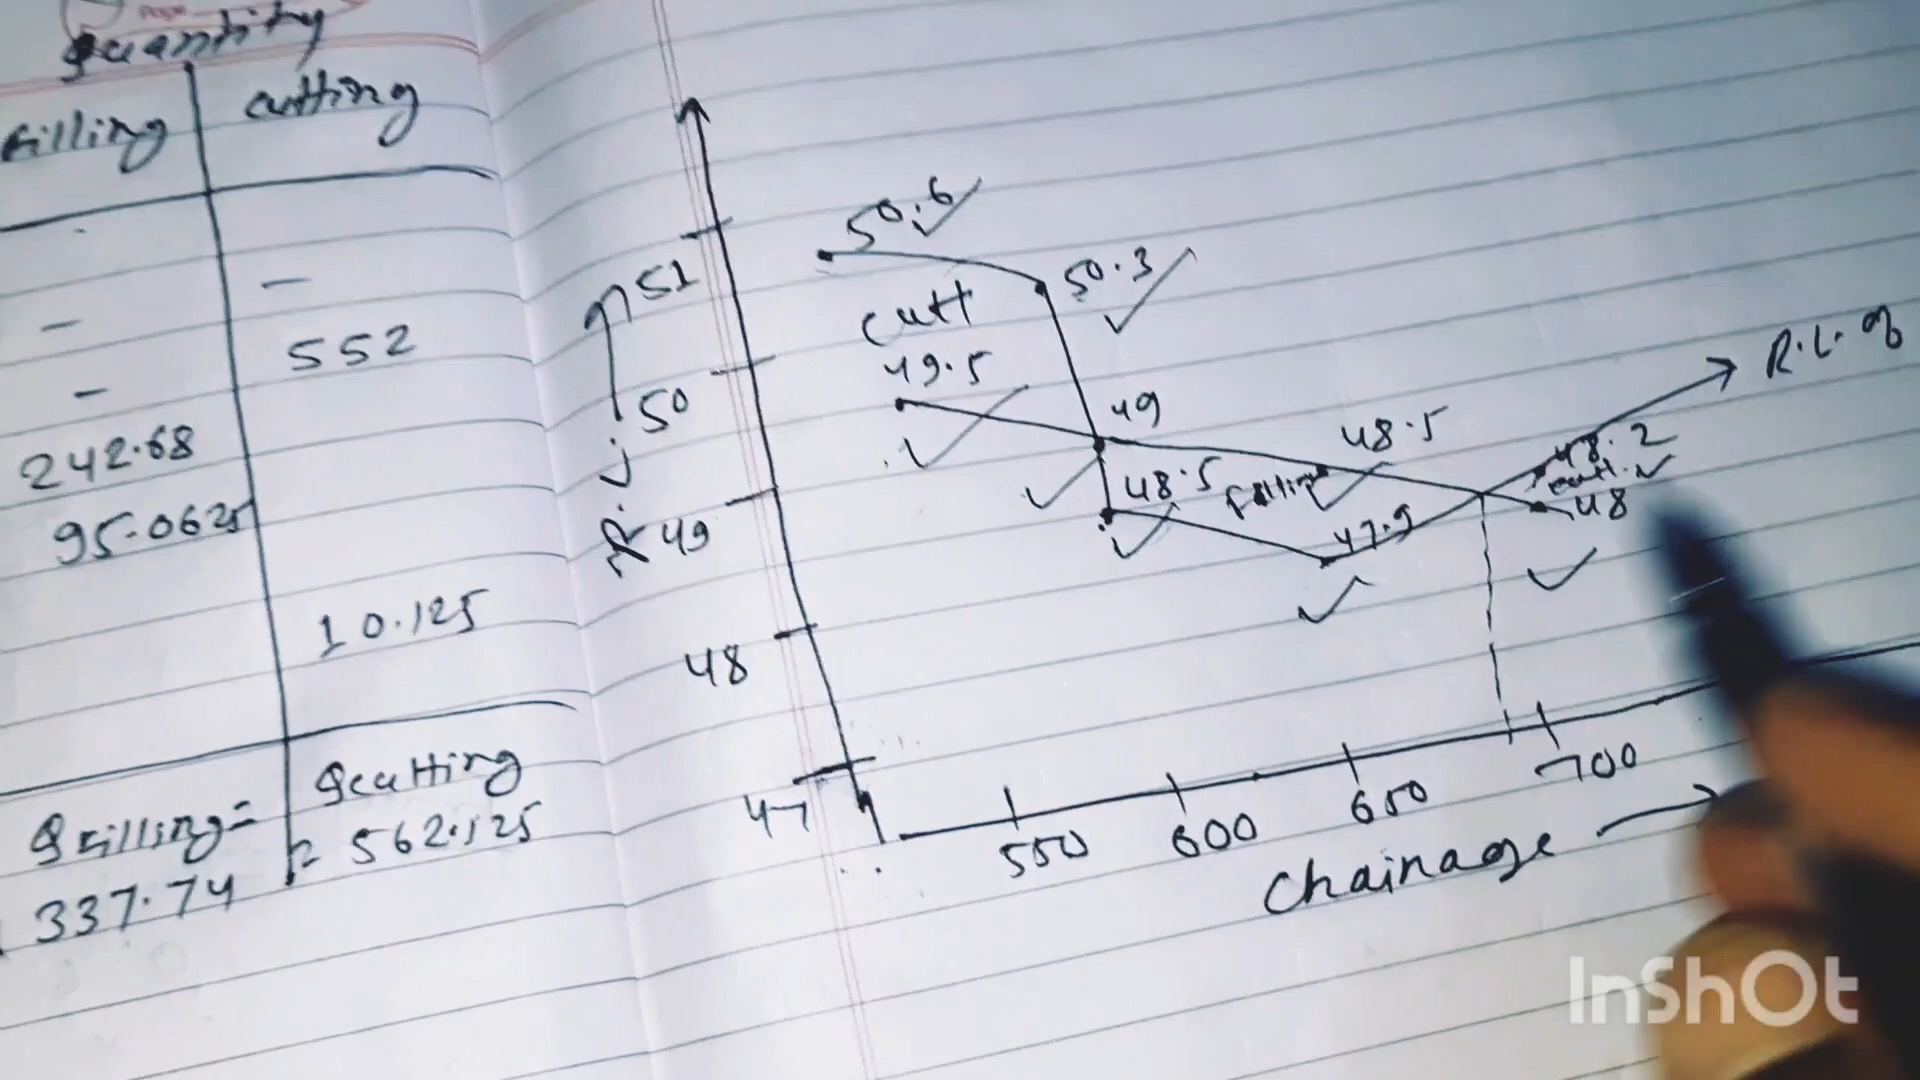 Page
Quantity
filling cutting
-
-
552
-
242.68
95.0625
10.125
Qfilling =
337.74
Qcutting
= 562.125
51
50
49
48
47
R.L.
50.6
50.3
Cutt
49.5
49
48.5
48.5
filling
47.9
48.2
cutt.
48
R.L. of
550 600 650 700
Chainage
InShOt